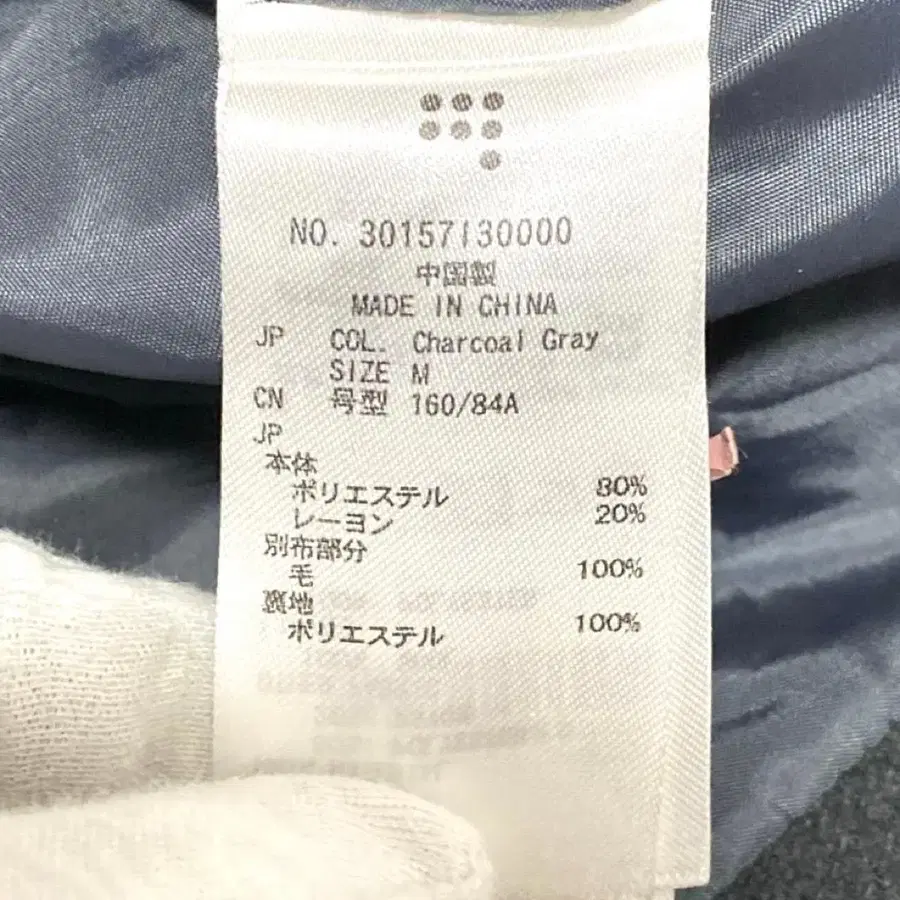 NO. 30157130000
中国製
MADE IN CHINA
JP COL. Charcoal Gray
SIZE M
CN 号型 160/84A
JP
本体
ポリエステル 80%
レーヨン 20%
別布部分
毛 100%
裏地
ポリエステル 100%